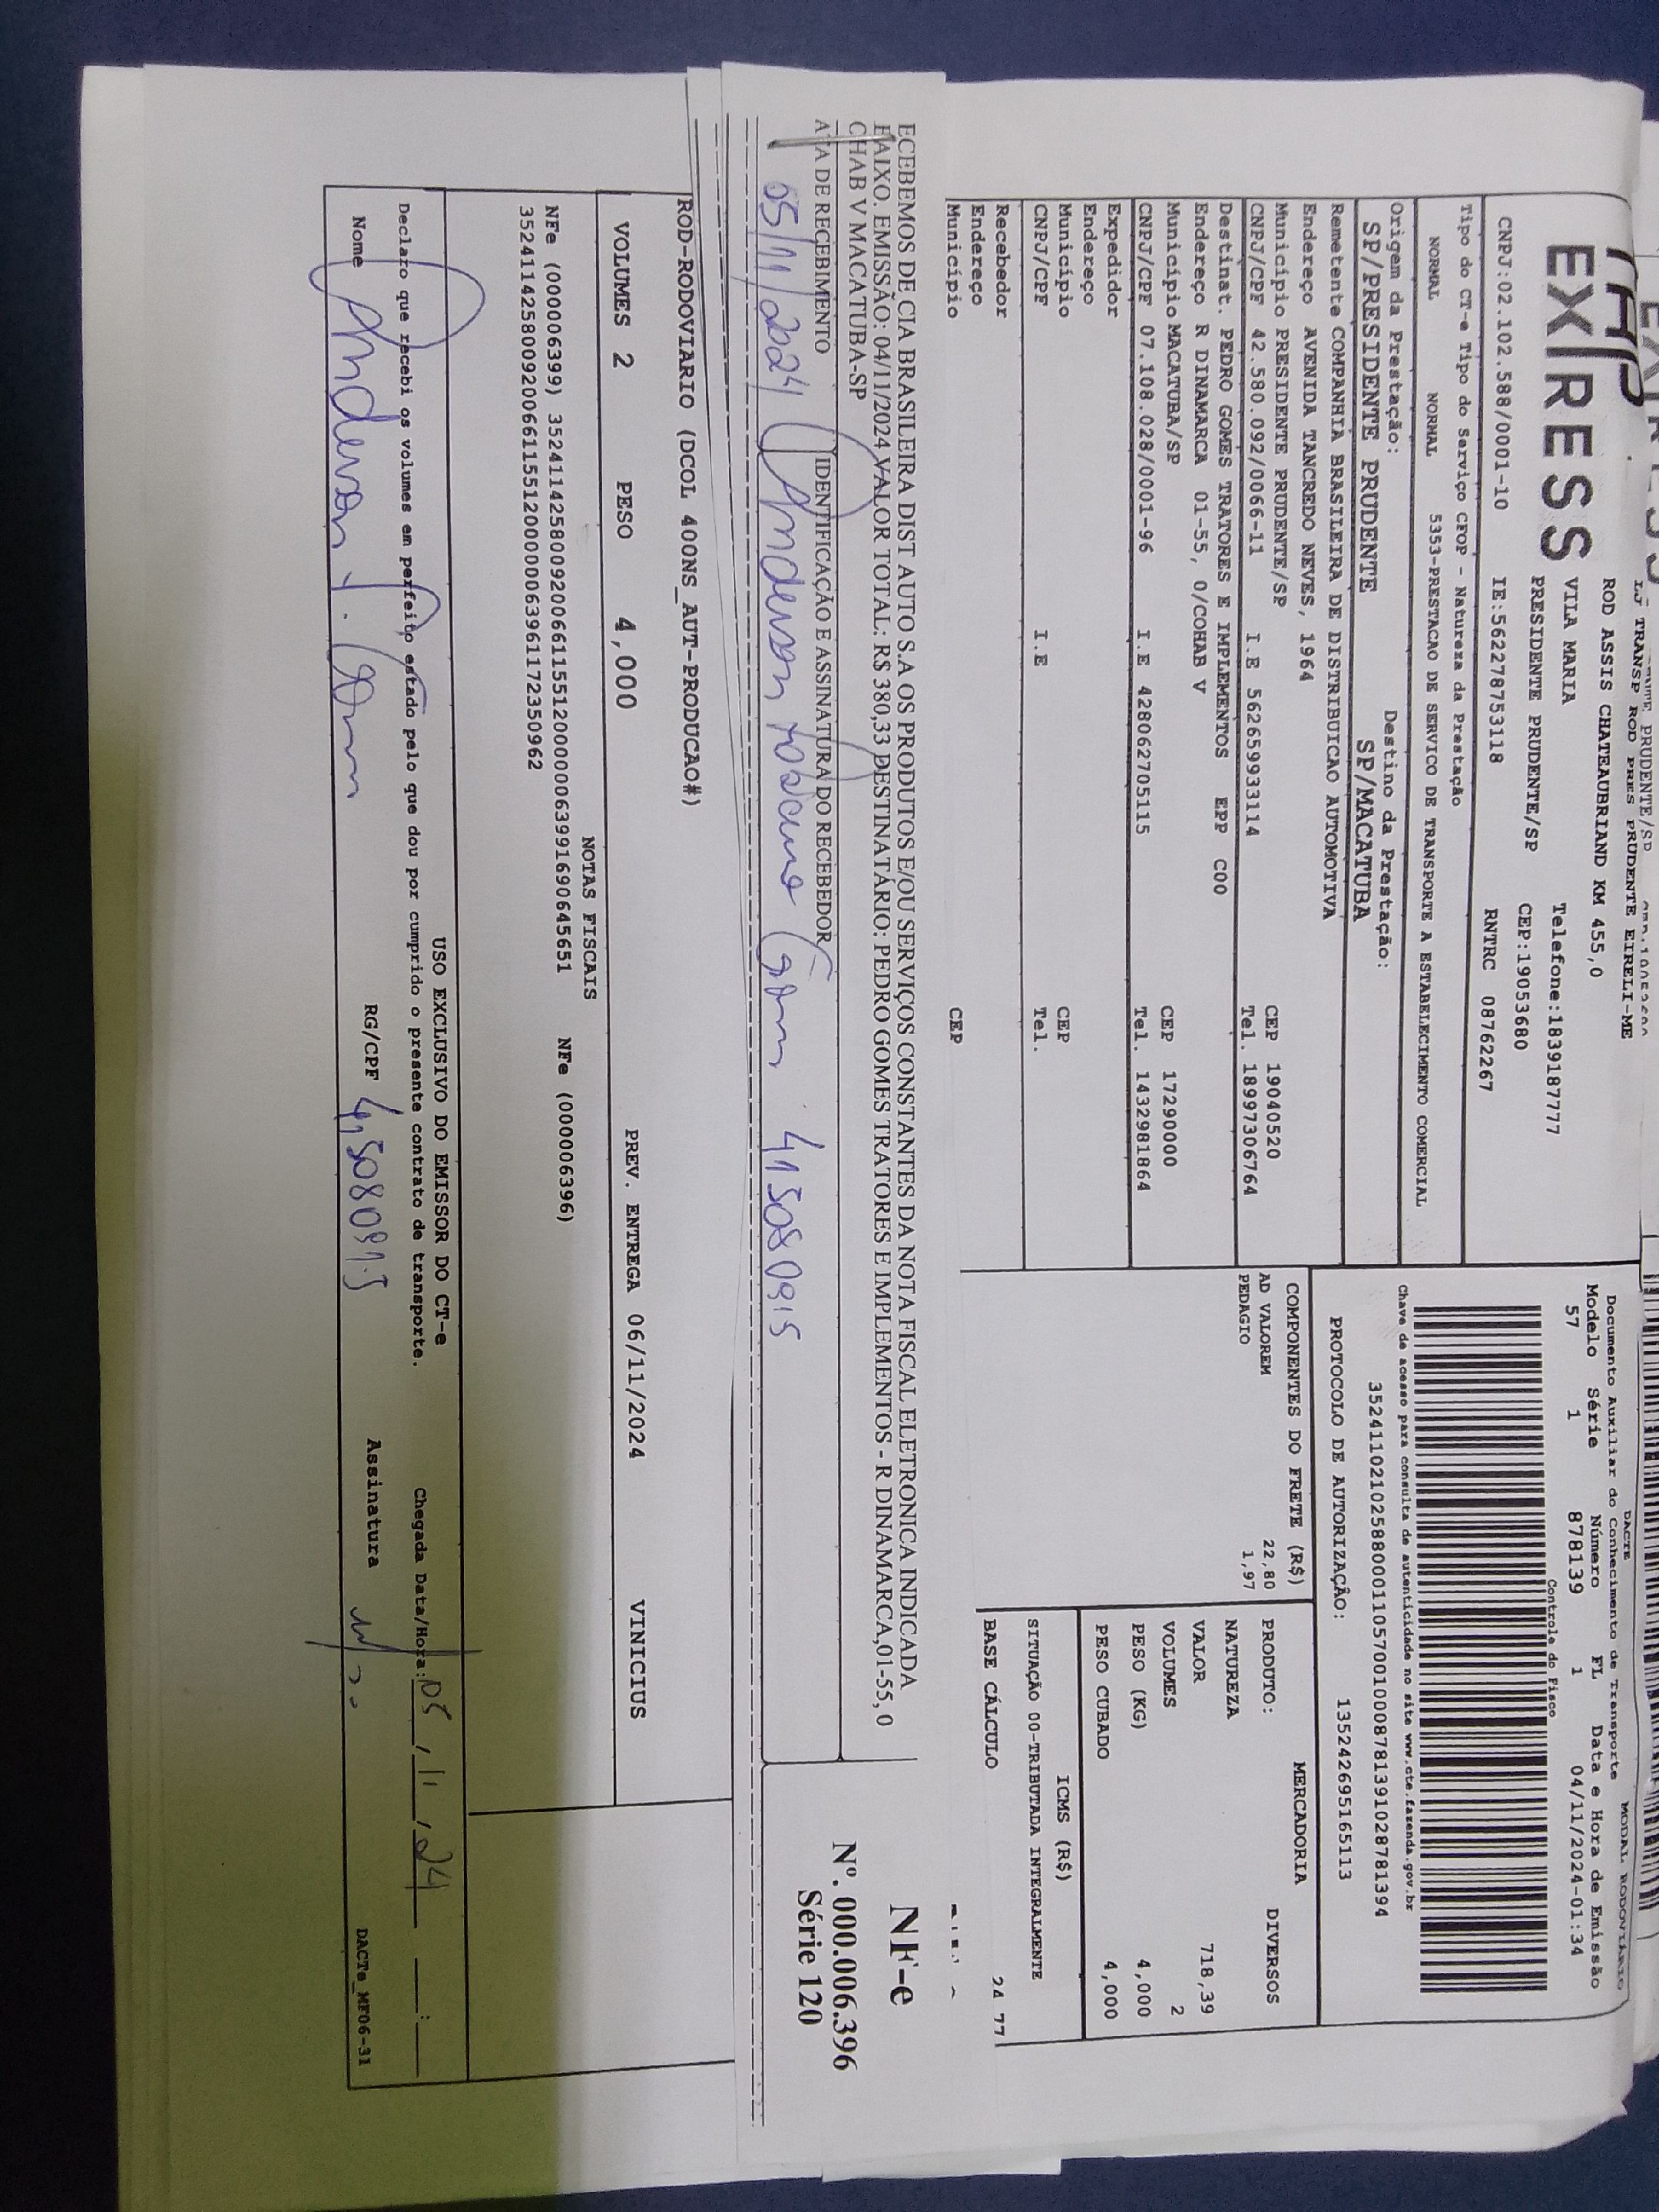 EXPRESS
LJ TRANSP ROD PRES PRUDENTE EIRELI-ME
ROD ASSIS CHATEAUBRIAND KM 455,0
VILA MARIA Telefone:1839187777
PRESIDENTE PRUDENTE/SP CEP:19053680
CNPJ:02.102.588/0001-10 IE:562278753118 RNTRC 08762267
Tipo do CT-e Tipo do Serviço CFOP - Natureza da Prestação
NORMAL NORMAL 5353-PRESTACAO DE SERVICO DE TRANSPORTE A ESTABELECIMENTO COMERCIAL
Origem da Prestação: Destino da Prestação:
SP/PRESIDENTE PRUDENTE SP/MACATUBA
Remetente COMPANHIA BRASILEIRA DE DISTRIBUICAO AUTOMOTIVA
Endereço AVENIDA TANCREDO NEVES, 1964
Município PRESIDENTE PRUDENTE/SP CEP 19040520
CNPJ/CPF 42.580.092/0066-11 I.E 562659933114 Tel. 18997306764
Destinat. PEDRO GOMES TRATORES E IMPLEMENTOS EPP C00
Endereço R DINAMARCA 01-55, 0/COHAB V
Município MACATUBA/SP CEP 17290000
CNPJ/CPF 07.108.028/0001-96 I.E 428062705115 Tel. 1432981864
Expedidor
Endereço
Município CEP
CNPJ/CPF I.E Tel.
Recebedor
Endereço
Município CEP
DACTE MODAL RODOVIÁRIO
Documento Auxiliar do Conhecimento de Transporte
Modelo Série Número FL Data e Hora de Emissão
57 1 878139 1 04/11/2024-01:34
Controle do Fisco
Chave de acesso para consulta de autenticidade no site www.cte.fazenda.gov.br
35241102102588000110570010008781391028781394
PROTOCOLO DE AUTORIZAÇÃO: 135242695165113
COMPONENTES DO FRETE (R$)
AD VALOREM 22,80
PEDAGIO 1,97
MERCADORIA
PRODUTO: DIVERSOS
NATUREZA
VALOR 718,39
VOLUMES 2
PESO (KG) 4,000
PESO CUBADO 4,000
ICMS (R$)
SITUAÇÃO 00-TRIBUTADA INTEGRALMENTE
BASE CÁLCULO 24,77
ECEBEMOS DE CIA BRASILEIRA DIST AUTO S.A OS PRODUTOS E/OU SERVIÇOS CONSTANTES DA NOTA FISCAL ELETRONICA INDICADA
BAIXO. EMISSÃO: 04/11/2024 VALOR TOTAL: R$ 380,33 DESTINATÁRIO: PEDRO GOMES TRATORES E IMPLEMENTOS - R DINAMARCA,01-55, 0
CHAB V MACATUBA-SP
ATA DE RECEBIMENTO IDENTIFICAÇÃO E ASSINATURA DO RECEBEDOR
05/11/2024 Anderson 415080915
NF-e
Nº. 000.006.396
Série 120
ROD-RODOVIARIO (DCOL 400NS_AUT-PRODUCAO#)
VOLUMES 2 PESO 4,000 PREV. ENTREGA 06/11/2024 VINICIUS
NOTAS FISCAIS
NFe (000006399) 35241142580092006611551200000063991690645651 NFe (000006396)
35241142580092006611551200000063961172350962
USO EXCLUSIVO DO EMISSOR DO CT-e
Declaro que recebi os volumes em perfeito estado pelo que dou por cumprido o presente contrato de transporte. Chegada Data/Hora: 05/11/24 :
Nome Anderson RG/CPF 41508091-5 Assinatura
DACTe_MF06-31